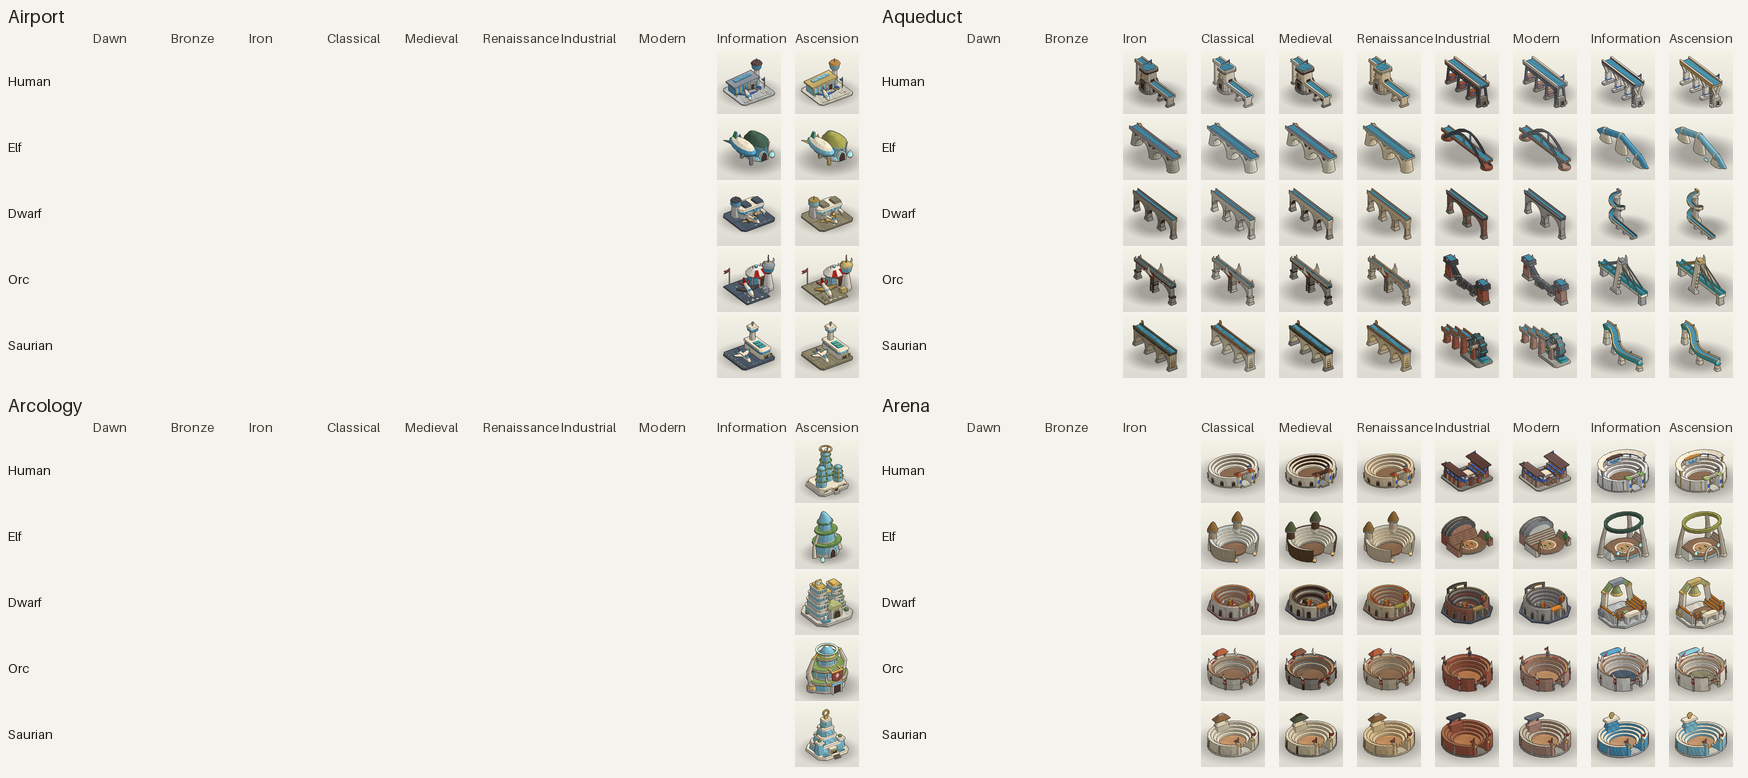 Airport
Dawn Bronze Iron Classical Medieval Renaissance Industrial Modern Information Ascension
Human
Elf
Dwarf
Orc
Saurian
Aqueduct
Dawn Bronze Iron Classical Medieval Renaissance Industrial Modern Information Ascension
Human
Elf
Dwarf
Orc
Saurian
Arcology
Dawn Bronze Iron Classical Medieval Renaissance Industrial Modern Information Ascension
Human
Elf
Dwarf
Orc
Saurian
Arena
Dawn Bronze Iron Classical Medieval Renaissance Industrial Modern Information Ascension
Human
Elf
Dwarf
Orc
Saurian